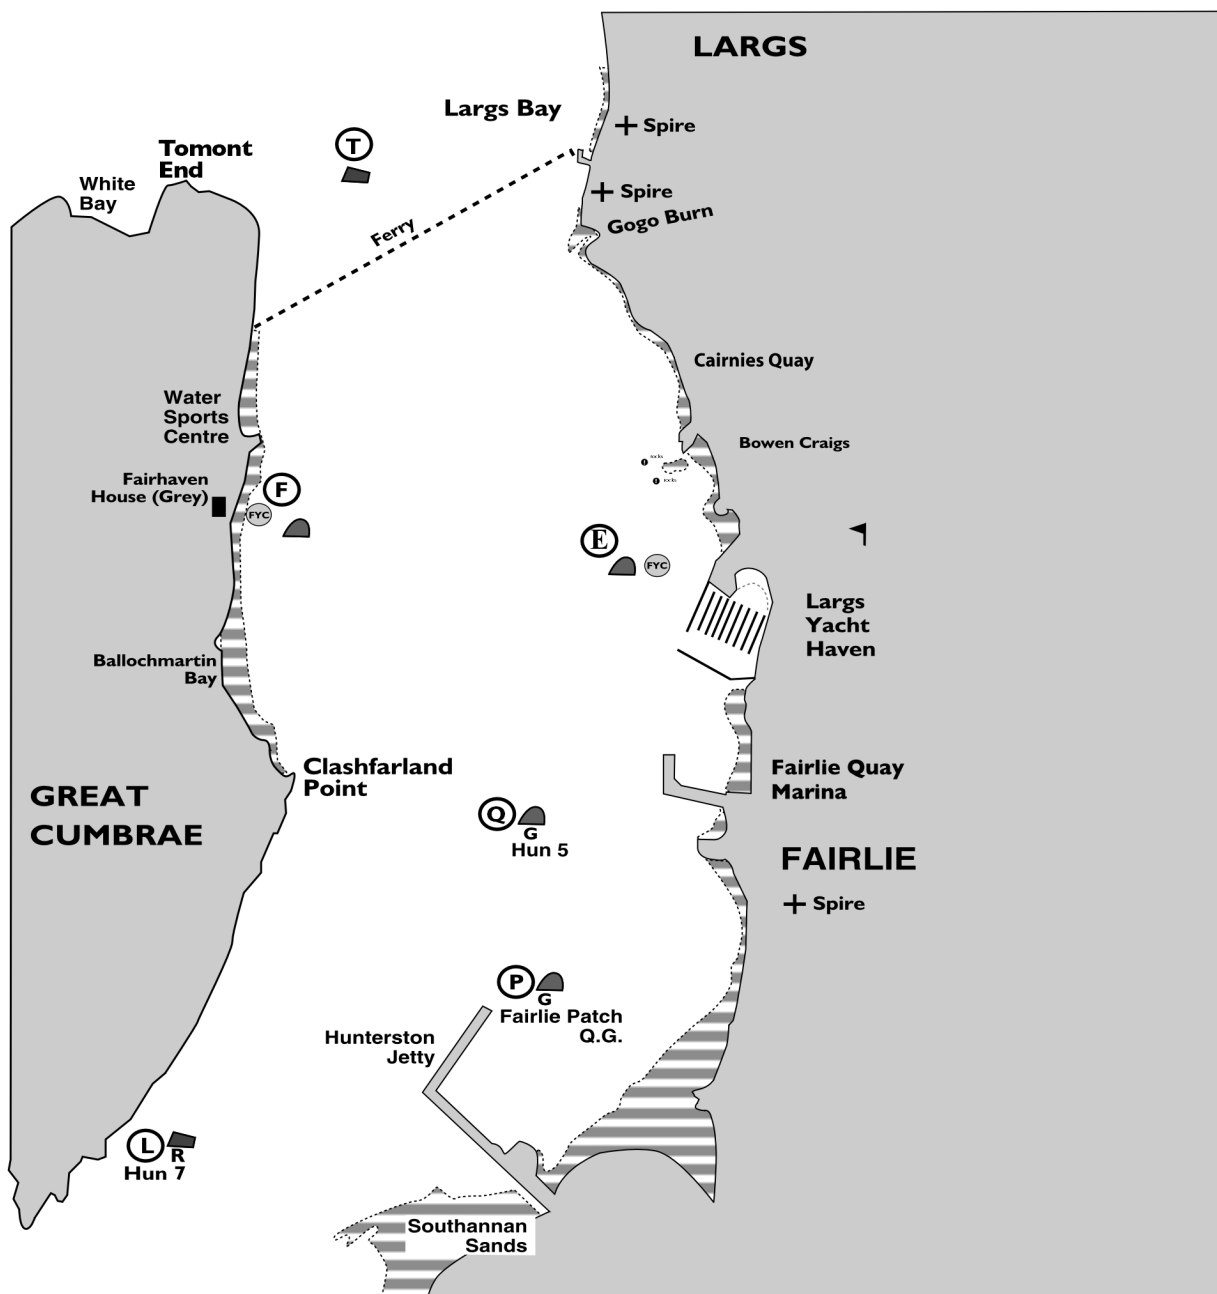 LARGS
Largs Bay
Spire
T
Tomont
End
White
Bay
Spire
Gogo Burn
Ferry
Cairnies Quay
Water
Sports
Centre
Bowen Craigs
rocks
rocks
Fairhaven
House (Grey)
F
FYC
E
FYC
Largs
Yacht
Haven
Ballochmartin
Bay
Clashfarland
Point
Fairlie Quay
Marina
GREAT
CUMBRAE
Q
G
Hun 5
FAIRLIE
Spire
P
G
Fairlie Patch
Q.G.
Hunterston
Jetty
L
R
Hun 7
Southannan
Sands